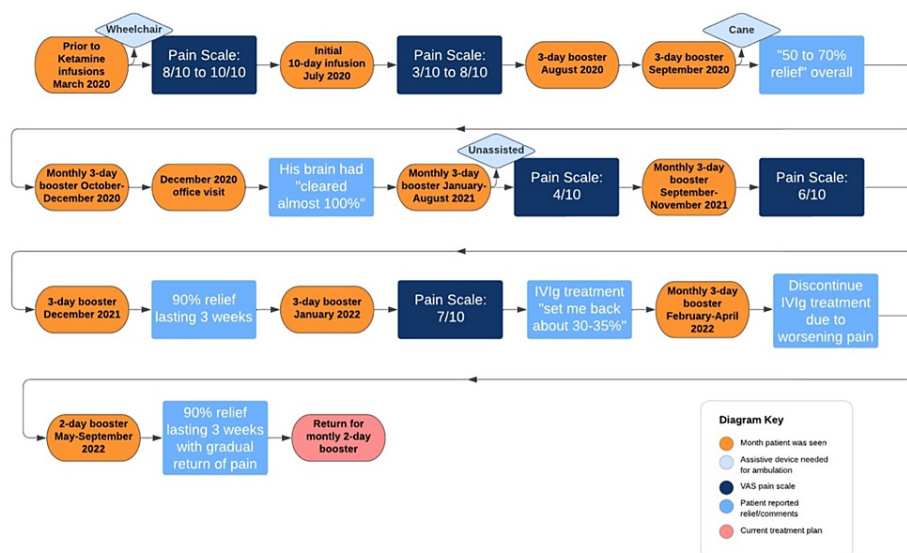 Wheelchair
Prior to
Ketamine
infusions
March 2020
Pain Scale:
8/10 to 10/10
Initial
10-day infusion
July 2020
Pain Scale:
3/10 to 8/10
3-day booster
August 2020
3-day booster
September 2020
Cane
"50 to 70%
relief" overall
Monthly 3-day
booster October-
December 2020
December 2020
office visit
His brain had
"cleared
almost 100%"
Monthly 3-day
booster January-
August 2021
Unassisted
Pain Scale:
4/10
Monthly 3-day
booster
September-
November 2021
Pain Scale:
6/10
3-day booster
December 2021
90% relief
lasting 3 weeks
3-day booster
January 2022
Pain Scale:
7/10
IVIg treatment
"set me back
about 30-35%"
Monthly 3-day
booster
February-April
2022
Discontinue
IVIg treatment
due to
worsening pain
2-day booster
May-September
2022
90% relief
lasting 3 weeks
with gradual
return of pain
Return for
montly 2-day
booster
Diagram Key
Month patient was seen
Assistive device needed
for ambulation
VAS pain scale
Patient reported
relief/comments
Current treatment plan